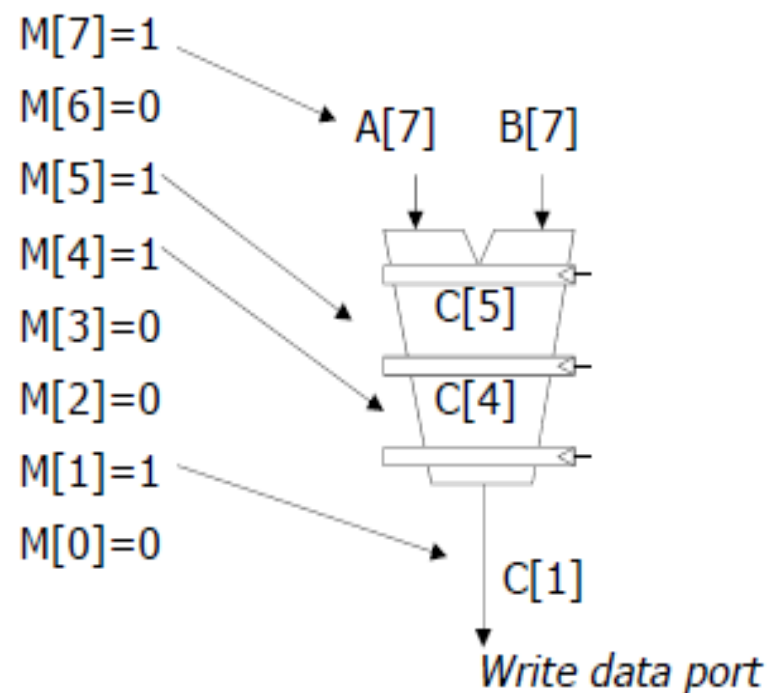 M[7]=1
M[6]=0
A[7] B[7]
M[5]=1
M[4]=1
C[5]
M[3]=0
M[2]=0
C[4]
M[1]=1
M[0]=0
C[1]
Write data port